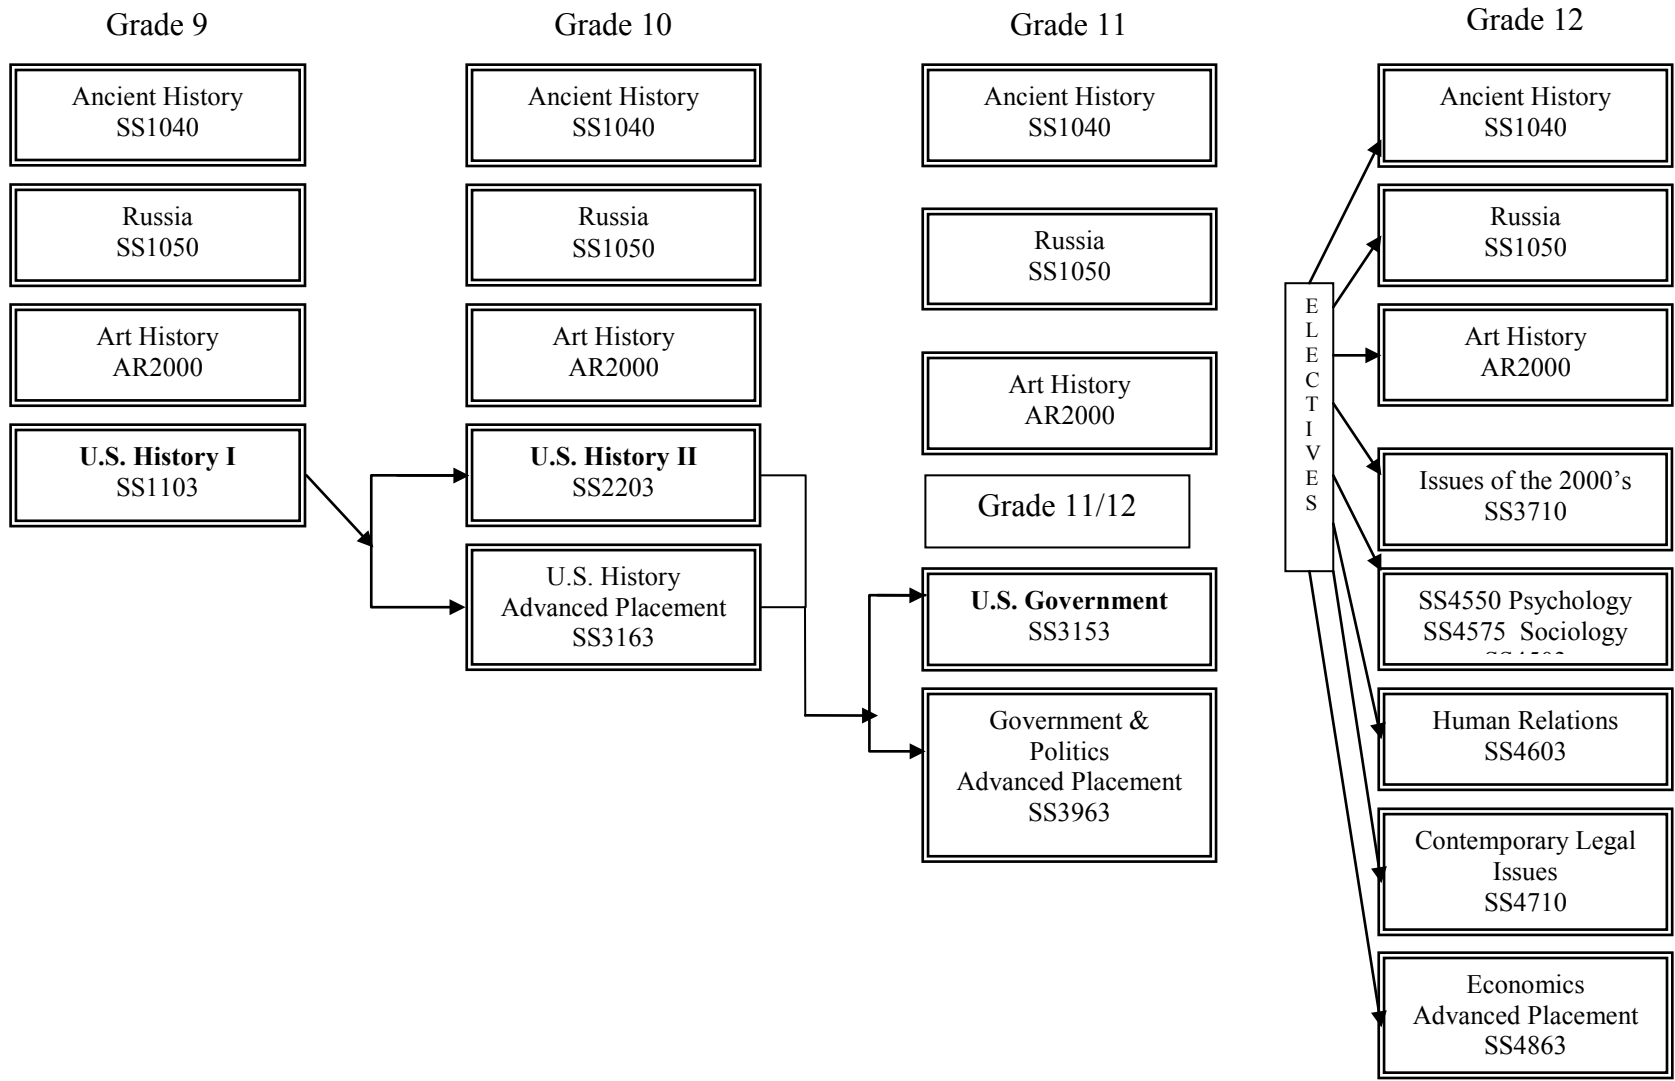 Grade 9
Ancient History
SS1040
Russia
SS1050
Art History
AR2000
U.S. History I
SS1103
Grade 10
Ancient History
SS1040
Russia
SS1050
Art History
AR2000
U.S. History II
SS2203
U.S. History
Advanced Placement
SS3163
Grade 11
Ancient History
SS1040
Russia
SS1050
Art History
AR2000
Grade 11/12
U.S. Government
SS3153
Government &
Politics
Advanced Placement
SS3963
E
L
E
C
T
I
V
E
S
Grade 12
Ancient History
SS1040
Russia
SS1050
Art History
AR2000
Issues of the 2000’s
SS3710
SS4550 Psychology
SS4575  Sociology
Human Relations
SS4603
Contemporary Legal
Issues
SS4710
Economics
Advanced Placement
SS4863